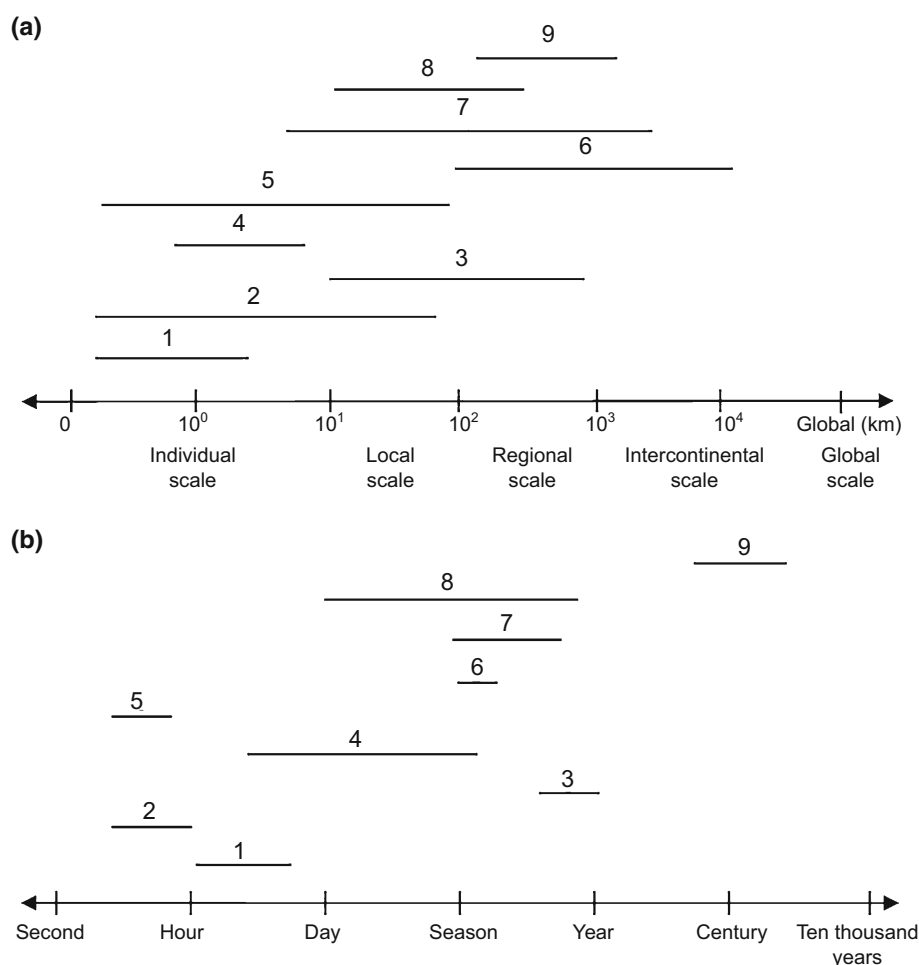 (a)
9
8
7
6
5
4
3
2
1
0 10⁰ 10¹ 10² 10³ 10⁴ Global (km)
Individual Local Regional Intercontinental Global
scale scale scale scale scale
(b)
9
8
7
6
5
4
3
2
1
Second Hour Day Season Year Century Ten thousand
years